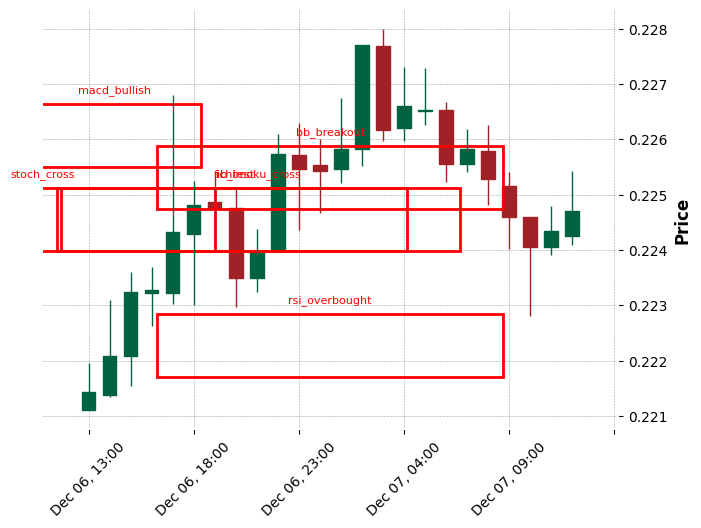 0.228
0.227
macd_bullish
0.226
bb_breakout
stoch_cross
0.225
Price
0.224
0.223
rsi_overbought
0.222
0.221
Dec 06, 13:00
Dec 06, 18:00
Dec 06, 23:00
Dec 07, 04:00
Dec 07, 09:00